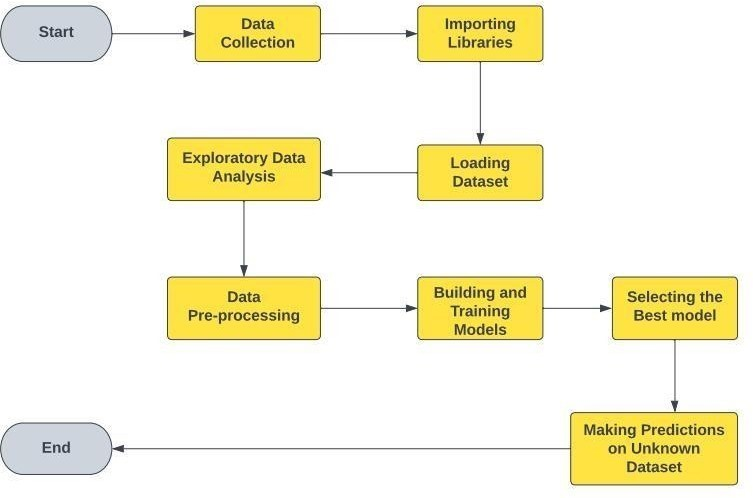 Start
Data
Collection
Importing
Libraries
Loading
Dataset
Exploratory Data
Analysis
Data
Pre-processing
Building and
Training
Models
Selecting the
Best model
Making Predictions
on Unknown
Dataset
End